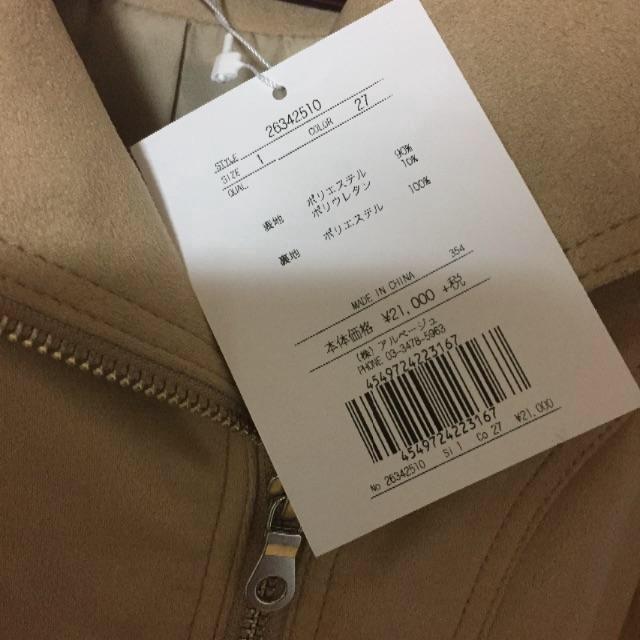 STYLE 26342510
SIZE 1 COLOR 27
QUAL
表地 ポリエステル 90%
ポリウレタン 10%
裏地 ポリエステル 100%
354
MADE IN CHINA
本体価格 ¥21,000 +税
(株) アルページュ
PHONE 03-3478-5963
4549724223167
4549724223167
No 26342510 Si 1 Co 27 ¥21,000